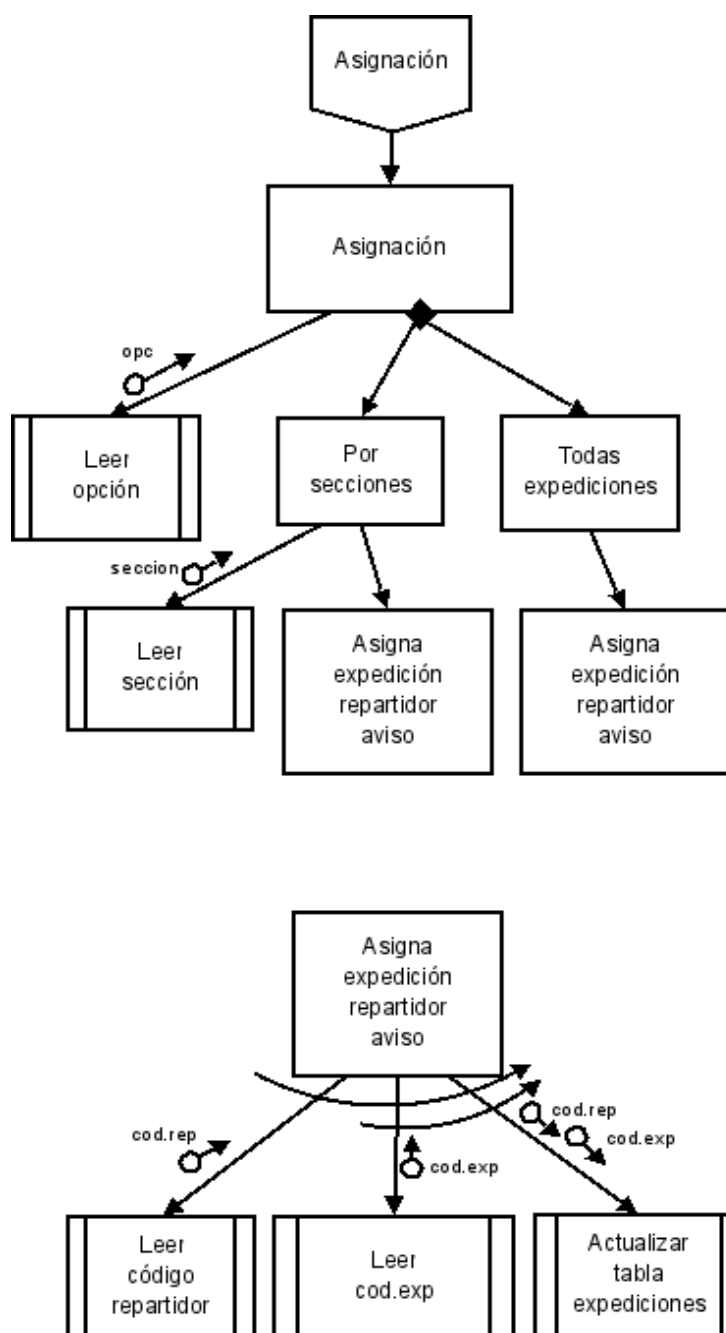 Asignación
Asignación
opc
Leer
opción
Por
secciones
Todas
expediciones
seccion
Leer
sección
Asigna
expedición
repartidor
aviso
Asigna
expedición
repartidor
aviso
Asigna
expedición
repartidor
aviso
cod.rep
cod.exp
cod.rep
cod.exp
Leer
código
repartidor
Leer
cod.exp
Actualizar
tabla
expediciones